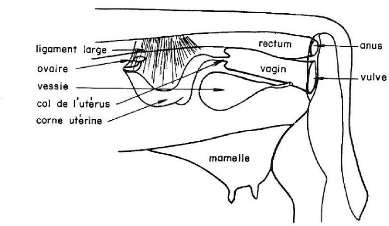 ligament large
ovaire
vessie
col de l'utérus
corne utérine
rectum
vagin
anus
vulve
mamelle